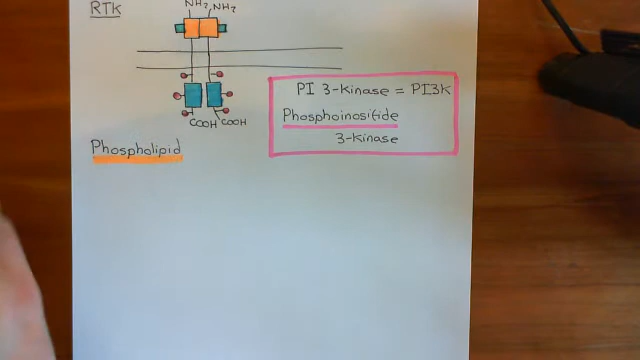 RTK
NH₂ NH₂
PI 3-kinase = PI3K
Phosphoinositide
3-kinase
COOH COOH
Phospholipid